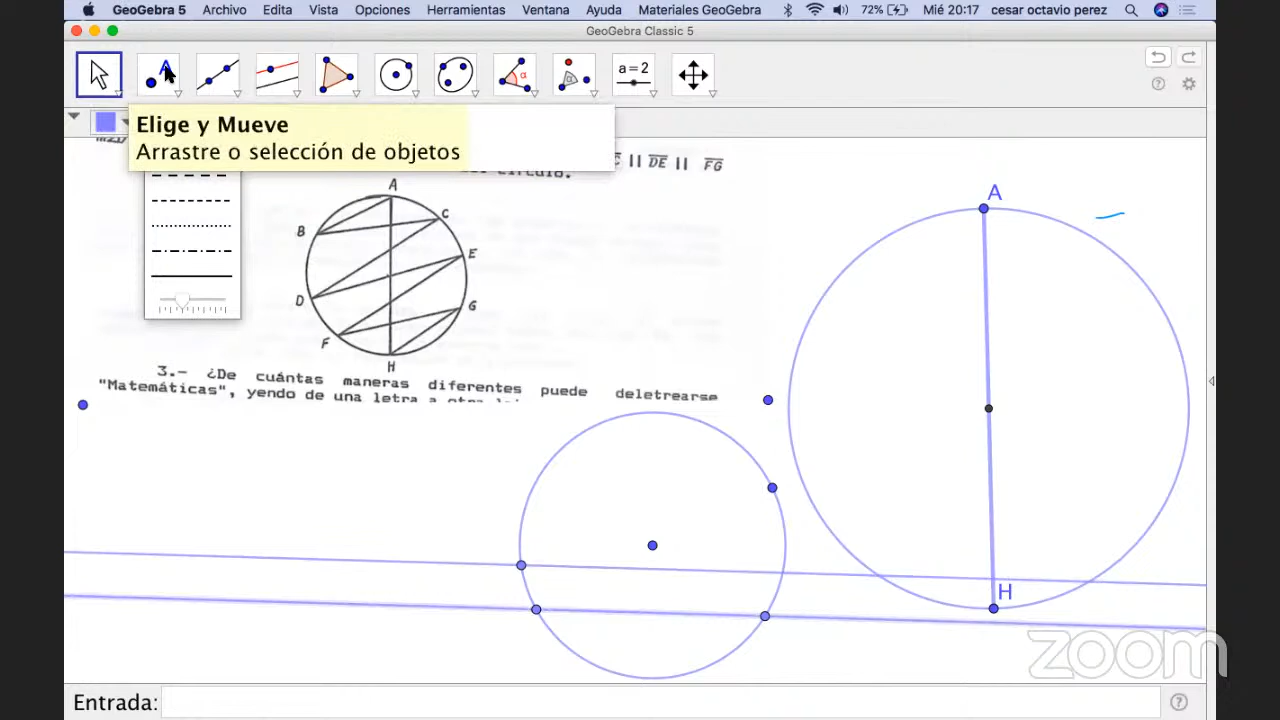 GeoGebra 5 Archivo Edita Vista Opciones Herramientas Ventana Ayuda Materiales GeoGebra 72% Mié 20:17 cesar octavio perez
GeoGebra Classic 5
A α α a=2
Elige y Mueve
Arrastre o selección de objetos
|| DE || FG
círculo.
A
B
C
E
D
G
F
H
3.- ¿De cuántas maneras diferentes puede deletrearse
"Matemáticas", yendo de una letra a otra
A
H
zoom
Entrada: